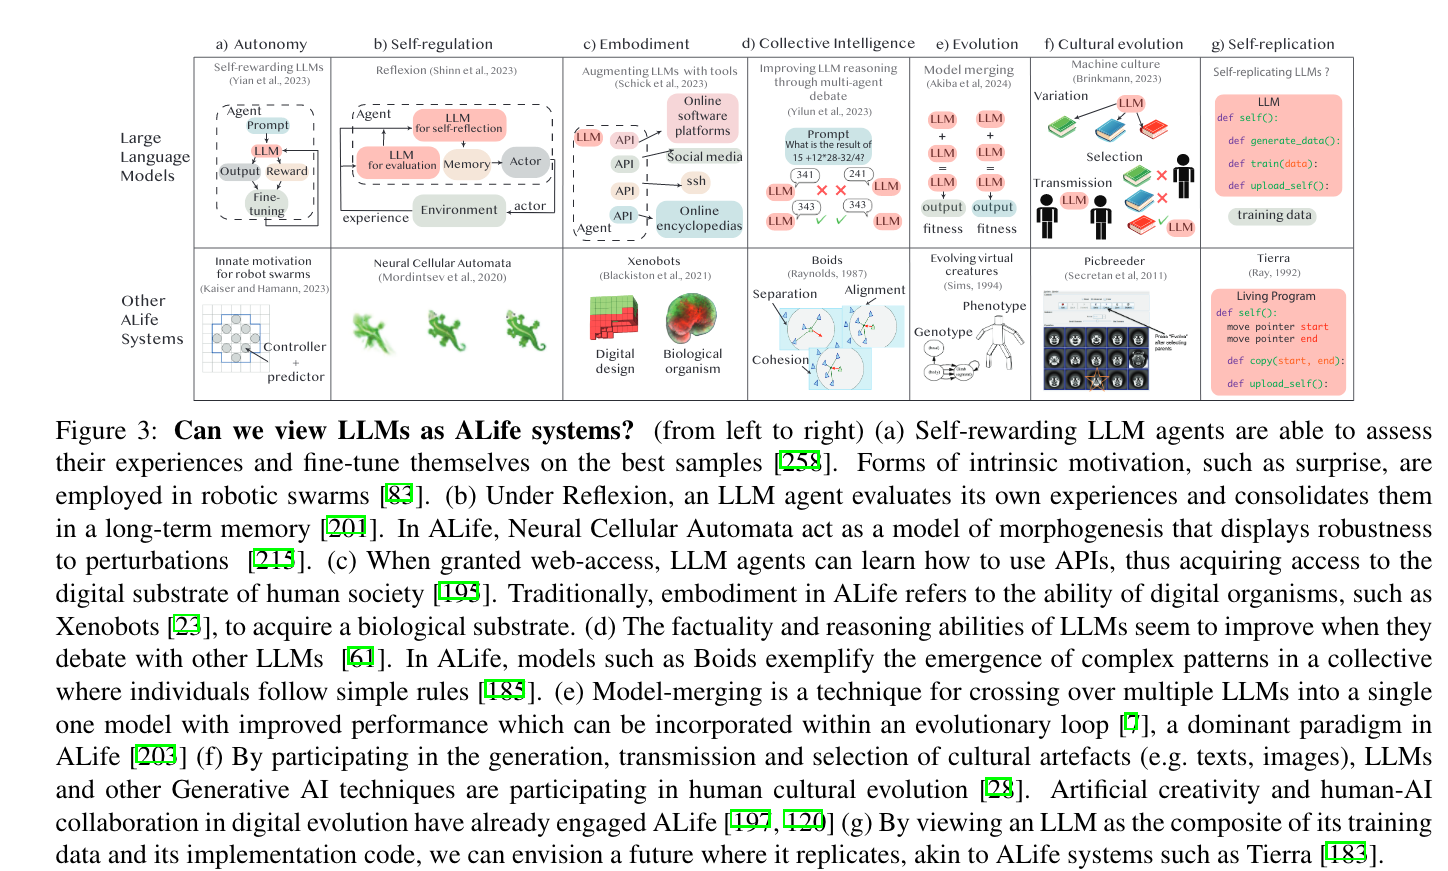 a) Autonomy
b) Self-regulation
c) Embodiment
d) Collective Intelligence
e) Evolution
f) Cultural evolution
g) Self-replication
Large
Language
Models
Self-rewarding LLMs
(Yian et al., 2023)
Agent
Prompt
LLM
Output
Reward
Fine-
tuning
Reflexion (Shinn et al., 2023)
Agent
LLM
for self-reflection
LLM
for evaluation
Memory
Actor
Environment
experience
actor
Augmenting LLMs with tools
(Schick et al., 2023)
LLM
API
API
API
API
Agent
Online
software
platforms
Social media
ssh
Online
encyclopedias
Improving LLM reasoning
through multi-agent
debate
(Yilun et al., 2023)
Prompt
What is the result of
15 +12*28-32/4?
341
241
LLM
LLM
343
343
LLM
LLM
Model merging
(Akiba et al, 2024)
LLM
LLM
+
+
LLM
LLM
=
=
LLM
LLM
output
output
fitness
fitness
Machine culture
(Brinkmann, 2023)
Variation
LLM
Selection
Transmission
LLM
LLM
Self-replicating LLMs ?
LLM
def self():
def generate_data():
def train(data):
def upload_self():
training data
Other
ALife
Systems
Innate motivation
for robot swarms
(Kaiser and Hamann, 2023)
Controller
+
predictor
Neural Cellular Automata
(Mordintsev et al., 2020)
Xenobots
(Blackiston et al., 2021)
Digital
design
Biological
organism
Boids
(Raynolds, 1987)
Separation
Alignment
Cohesion
Evolving virtual
creatures
(Sims, 1994)
Phenotype
Genotype
Picbreeder
(Secretan et al, 2011)
Tierra
(Ray, 1992)
Living Program
def self():
move pointer start
move pointer end
def copy(start, end):
def upload_self():
Figure 3: Can we view LLMs as ALife systems? (from left to right) (a) Self-rewarding LLM agents are able to assess
their experiences and fine-tune themselves on the best samples [258]. Forms of intrinsic motivation, such as surprise, are
employed in robotic swarms [83]. (b) Under Reflexion, an LLM agent evaluates its own experiences and consolidates them
in a long-term memory [201]. In ALife, Neural Cellular Automata act as a model of morphogenesis that displays robustness
to perturbations [215]. (c) When granted web-access, LLM agents can learn how to use APIs, thus acquiring access to the
digital substrate of human society [195]. Traditionally, embodiment in ALife refers to the ability of digital organisms, such as
Xenobots [23], to acquire a biological substrate. (d) The factuality and reasoning abilities of LLMs seem to improve when they
debate with other LLMs [61]. In ALife, models such as Boids exemplify the emergence of complex patterns in a collective
where individuals follow simple rules [185]. (e) Model-merging is a technique for crossing over multiple LLMs into a single
one model with improved performance which can be incorporated within an evolutionary loop [7], a dominant paradigm in
ALife [203] (f) By participating in the generation, transmission and selection of cultural artefacts (e.g. texts, images), LLMs
and other Generative AI techniques are participating in human cultural evolution [28]. Artificial creativity and human-AI
collaboration in digital evolution have already engaged ALife [197, 120] (g) By viewing an LLM as the composite of its training
data and its implementation code, we can envision a future where it replicates, akin to ALife systems such as Tierra [183].